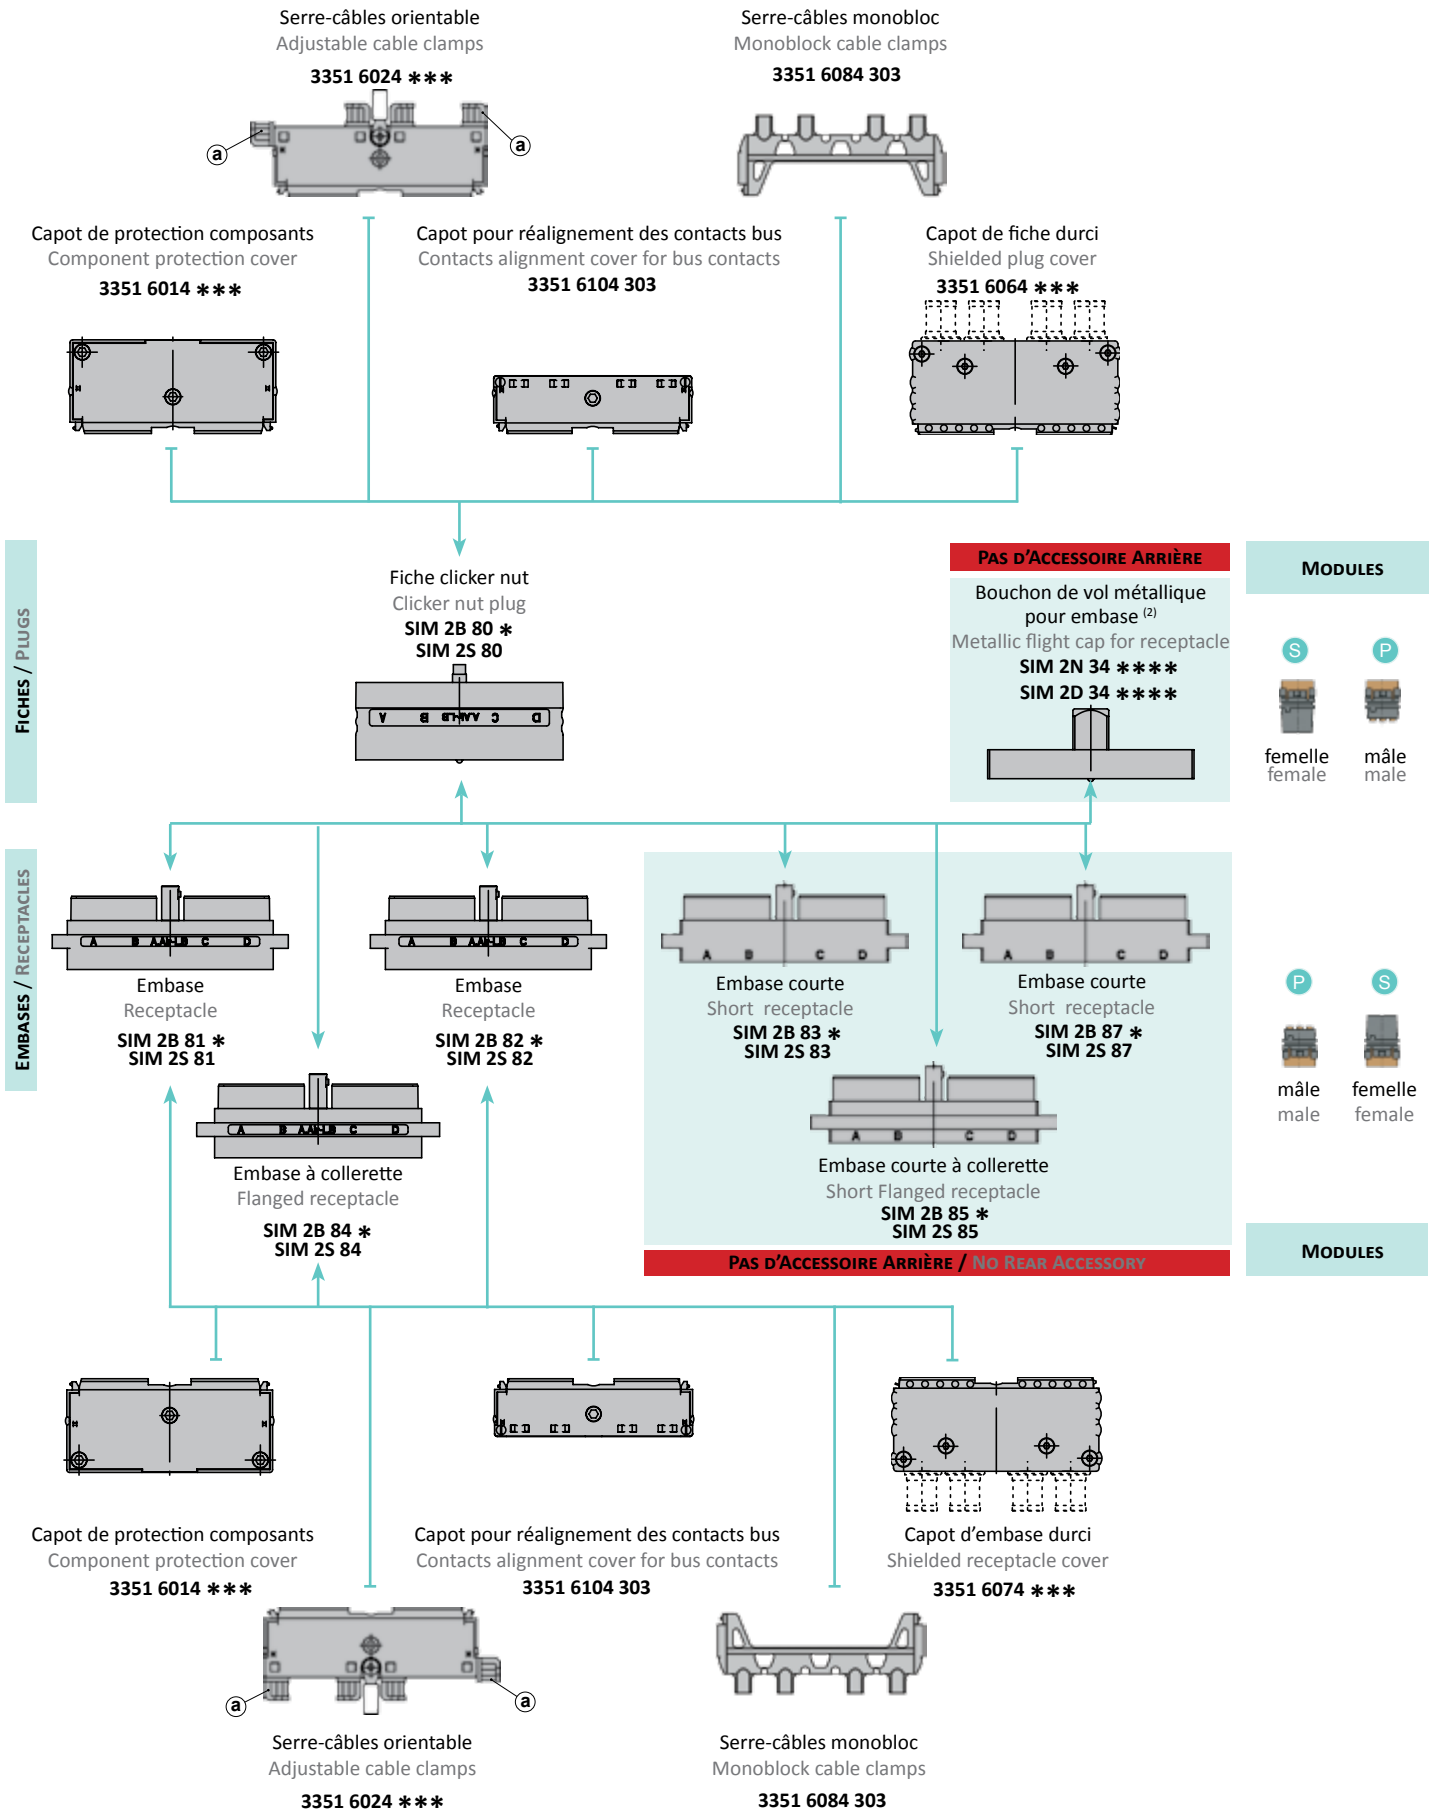 Serre-câbles orientable
Adjustable cable clamps
3351 6024 ***
Serre-câbles monobloc
Monoblock cable clamps
3351 6084 303
a
a
Capot de protection composants
Component protection cover
3351 6014 ***
Capot pour réalignement des contacts bus
Contacts alignment cover for bus contacts
3351 6104 303
Capot de fiche durci
Shielded plug cover
3351 6064 ***
FICHES / PLUGS
Fiche clicker nut
Clicker nut plug
SIM 2B 80 *
SIM 2S 80
A B C D
PAS D'ACCESSOIRE ARRIÈRE
Bouchon de vol métallique
pour embase (2)
Metallic flight cap for receptacle
SIM 2N 34 ****
SIM 2D 34 ****
MODULES
S P
femelle mâle
female male
EMBASES / RECEPTACLES
A B C D
Embase
Receptacle
SIM 2B 81 *
SIM 2S 81
A B C D
Embase
Receptacle
SIM 2B 82 *
SIM 2S 82
A B C D
Embase courte
Short receptacle
SIM 2B 83 *
SIM 2S 83
A B C D
Embase courte
Short receptacle
SIM 2B 87 *
SIM 2S 87
P S
mâle femelle
male female
A B C D
Embase à collerette
Flanged receptacle
SIM 2B 84 *
SIM 2S 84
A B C D
Embase courte à collerette
Short Flanged receptacle
SIM 2B 85 *
SIM 2S 85
PAS D'ACCESSOIRE ARRIÈRE / NO REAR ACCESSORY
MODULES
Capot de protection composants
Component protection cover
3351 6014 ***
Capot pour réalignement des contacts bus
Contacts alignment cover for bus contacts
3351 6104 303
Capot d'embase durci
Shielded receptacle cover
3351 6074 ***
a
a
Serre-câbles orientable
Adjustable cable clamps
3351 6024 ***
Serre-câbles monobloc
Monoblock cable clamps
3351 6084 303